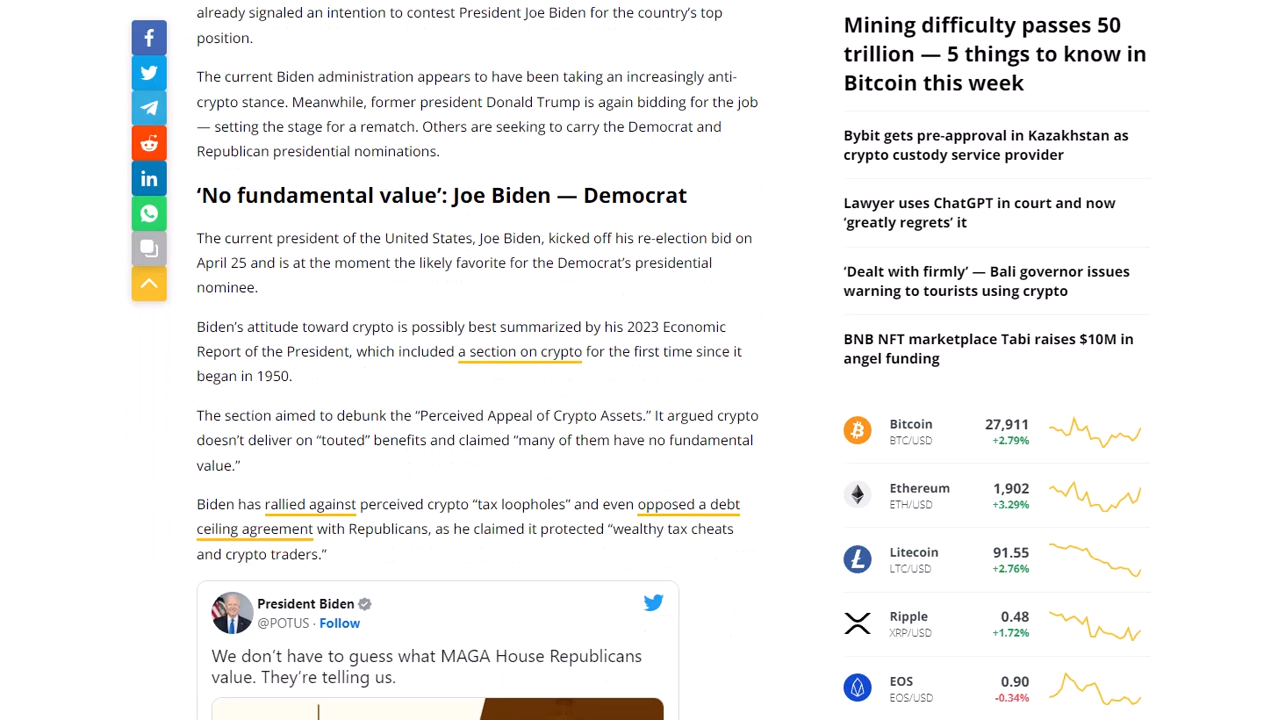 already signaled an intention to contest President Joe Biden for the country’s top
position.
The current Biden administration appears to have been taking an increasingly anti-
crypto stance. Meanwhile, former president Donald Trump is again bidding for the job
— setting the stage for a rematch. Others are seeking to carry the Democrat and
Republican presidential nominations.
‘No fundamental value’: Joe Biden — Democrat
The current president of the United States, Joe Biden, kicked off his re-election bid on
April 25 and is at the moment the likely favorite for the Democrat’s presidential
nominee.
Biden’s attitude toward crypto is possibly best summarized by his 2023 Economic
Report of the President, which included a section on crypto for the first time since it
began in 1950.
The section aimed to debunk the “Perceived Appeal of Crypto Assets.” It argued crypto
doesn’t deliver on “touted” benefits and claimed “many of them have no fundamental
value.”
Biden has rallied against perceived crypto “tax loopholes” and even opposed a debt
ceiling agreement with Republicans, as he claimed it protected “wealthy tax cheats
and crypto traders.”
President Biden
@POTUS · Follow
We don’t have to guess what MAGA House Republicans
value. They’re telling us.
Mining difficulty passes 50
trillion — 5 things to know in
Bitcoin this week
Bybit gets pre-approval in Kazakhstan as
crypto custody service provider
Lawyer uses ChatGPT in court and now
‘greatly regrets’ it
‘Dealt with firmly’ — Bali governor issues
warning to tourists using crypto
BNB NFT marketplace Tabi raises $10M in
angel funding
Bitcoin 27,911
BTC/USD +2.79%
Ethereum 1,902
ETH/USD +3.29%
Litecoin 91.55
LTC/USD +2.76%
Ripple 0.48
XRP/USD +1.72%
EOS 0.90
EOS/USD -0.34%